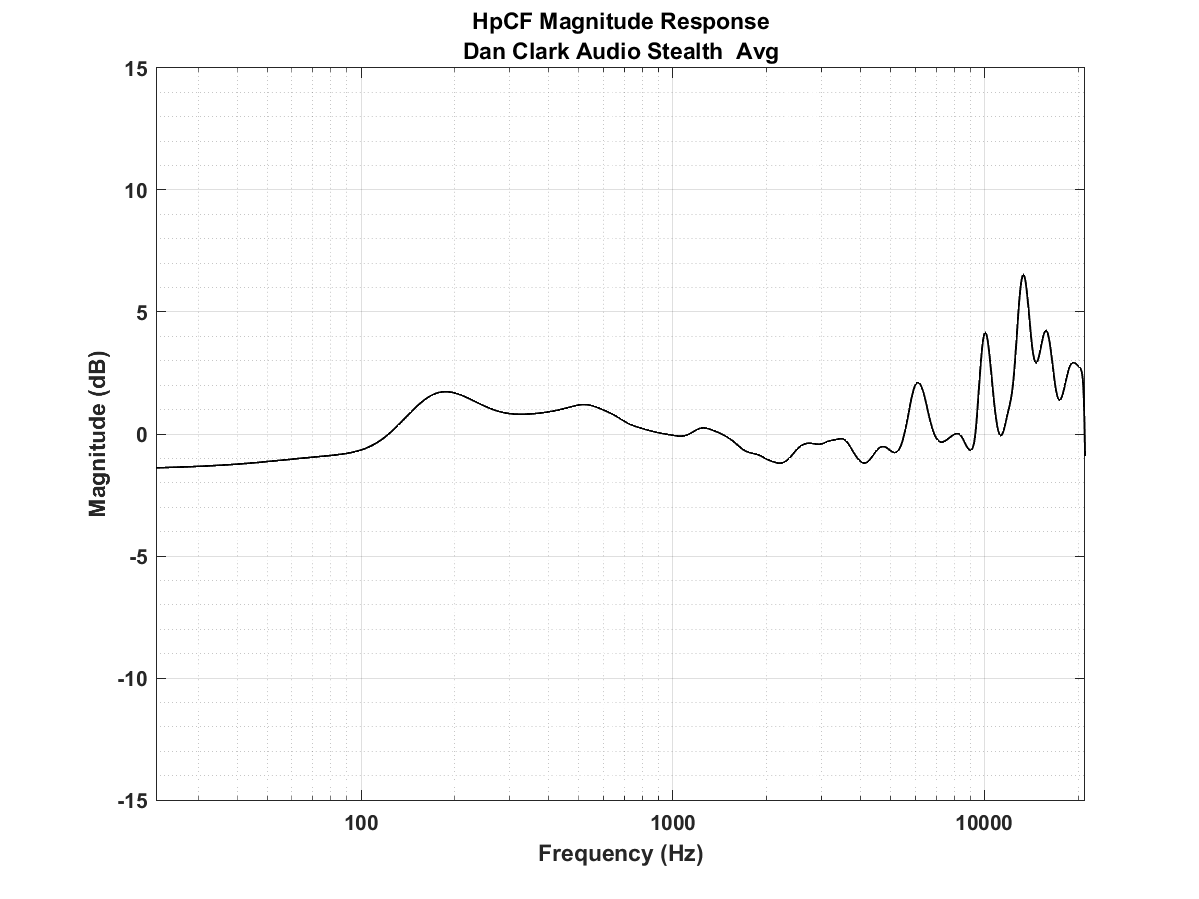 HpCF Magnitude Response
Dan Clark Audio Stealth  Avg
15
10
5
0
-5
-10
-15
Magnitude (dB)
100
1000
10000
Frequency (Hz)